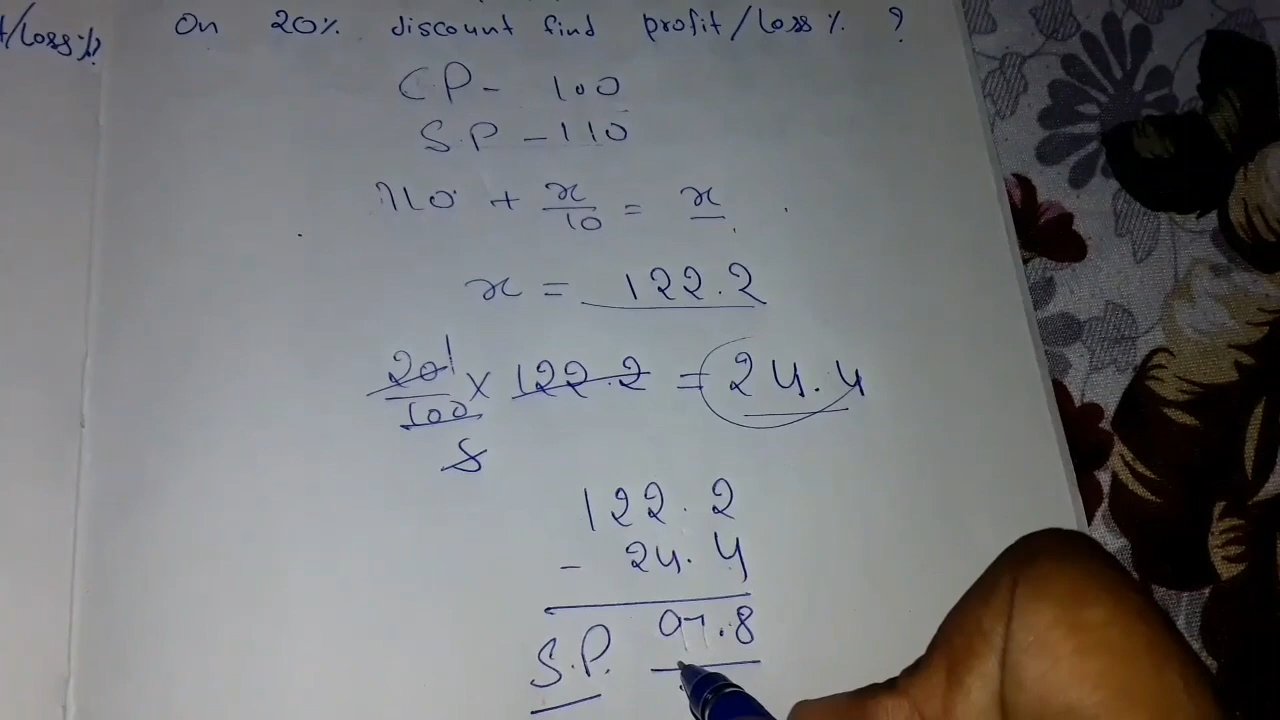 t/loss%? On 20% discount find profit/loss %. ?
C.P- 100
S.P - 110
110 + x/10 = x
x = 122.2
20/100 1 5 x 122.2 = 24.4
122.2
- 24.4
S.P. 97.8